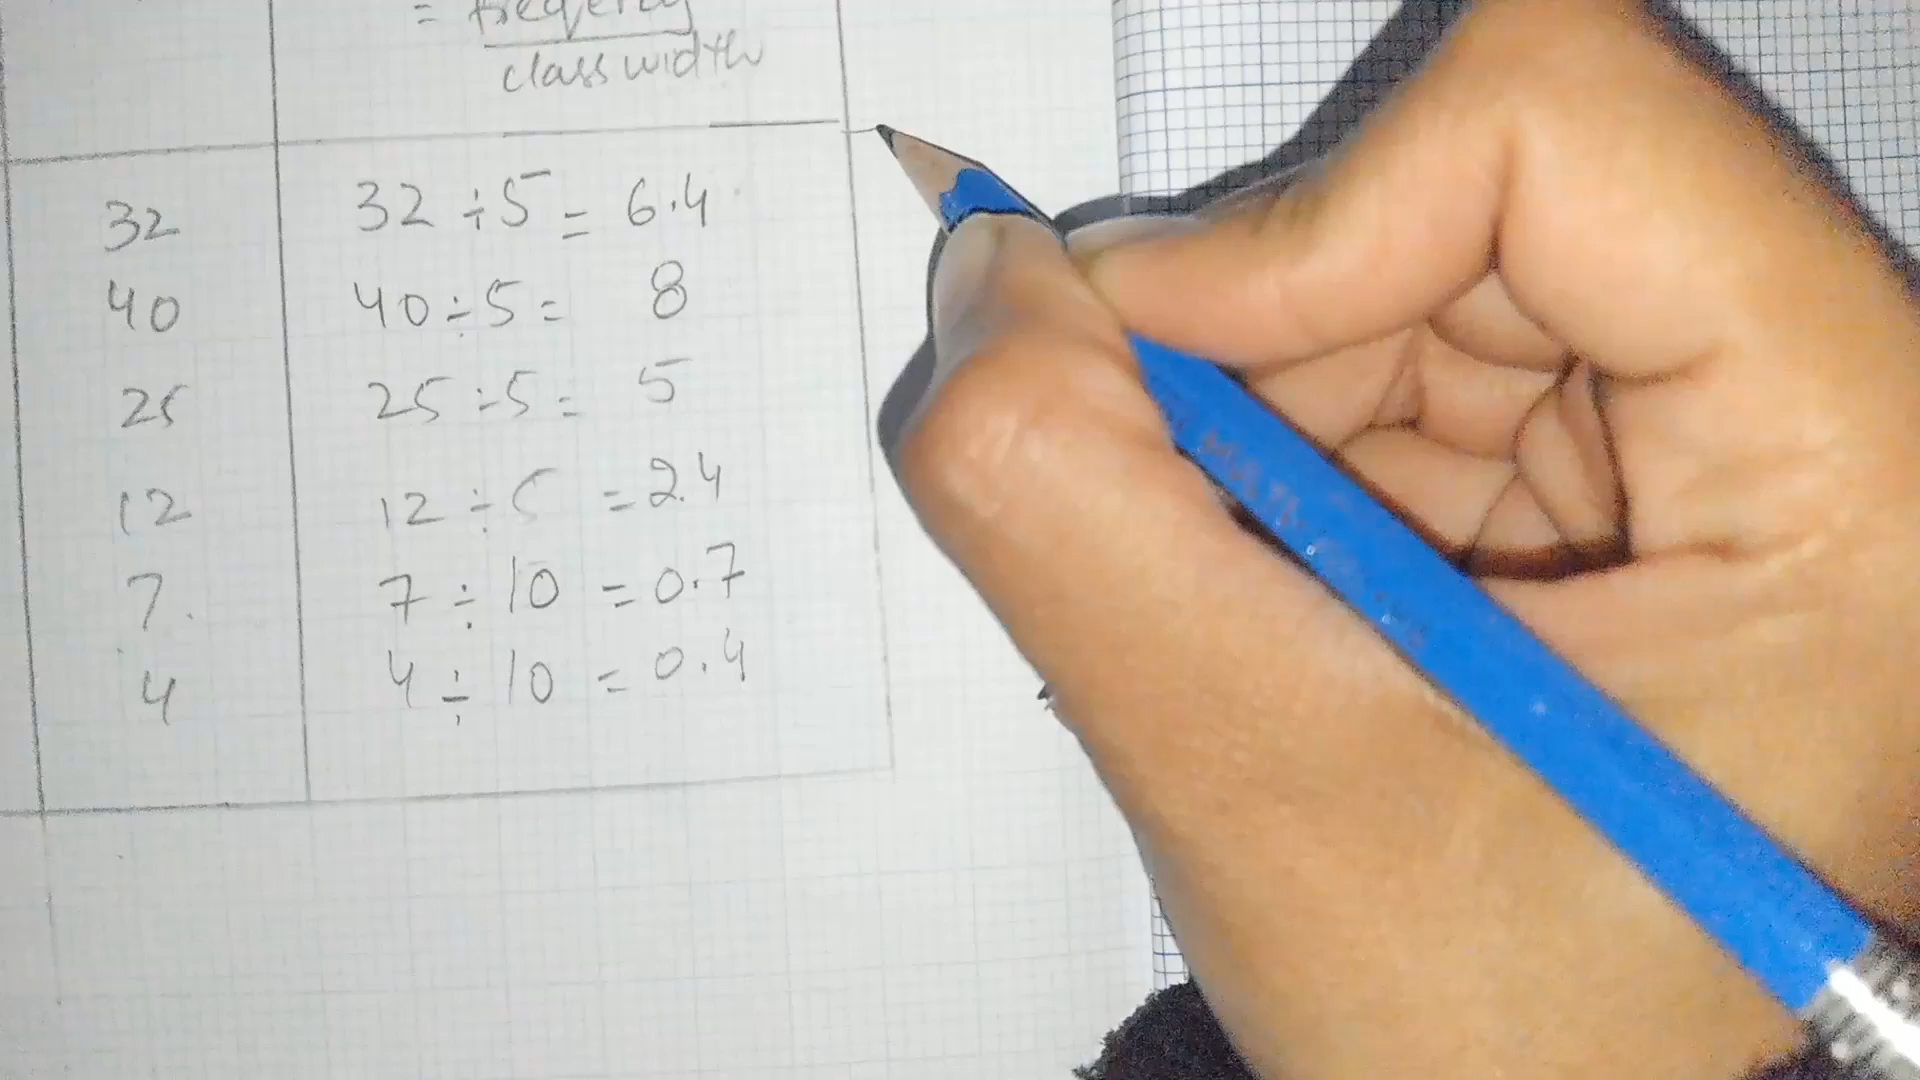 = freqency
class width
32 32 ÷ 5 = 6.4
40 40 ÷ 5 = 8
25 25 ÷ 5 = 5
12 12 ÷ 5 = 2.4
7. 7 ÷ 10 = 0.7
4 4 ÷ 10 = 0.4